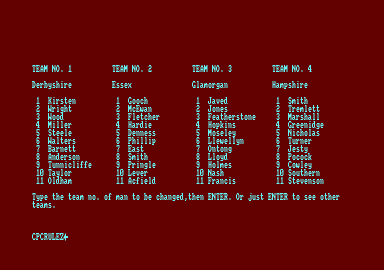 TEAM NO. 1 TEAM NO. 2 TEAM NO. 3 TEAM NO. 4
Derbyshire Essex Glamorgan Hampshire
1 Kirsten 1 Gooch 1 Javed 1 Smith
2 Wright 2 McEwan 2 Jones 2 Tremlett
3 Wood 3 Fletcher 3 Featherstone 3 Marshall
4 Miller 4 Hardie 4 Hopkins 4 Greenidge
5 Steele 5 Denness 5 Moseley 5 Nicholas
6 Walters 6 Phillip 6 Llewellyn 6 Turner
7 Barnett 7 East 7 Ontong 7 Jesty
8 Anderson 8 Smith 8 Lloyd 8 Pocock
9 Tunnicliffe 9 Pringle 9 Holmes 9 Cowley
10 Taylor 10 Lever 10 Nash 10 Southern
11 Oldham 11 Acfield 11 Francis 11 Stevenson
Type the team no. of man to be changed,then ENTER. Or just ENTER to see other
teams.
CPCRULEZ